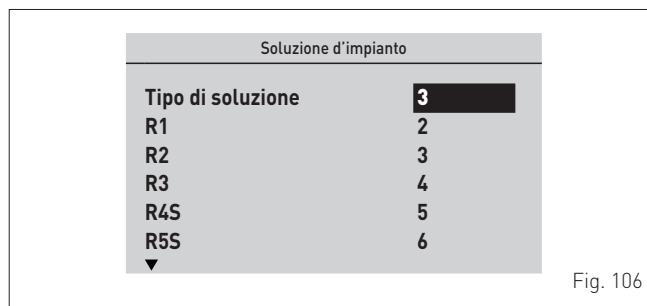 Soluzione d'impianto
Tipo di soluzione 3
R1 2
R2 3
R3 4
R4S 5
R5S 6
▼
Fig. 106